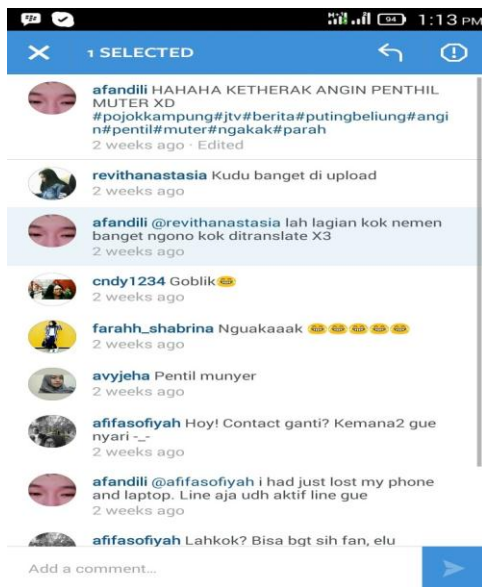 94 1:13 PM
1 SELECTED
afandili HAHAHA KETHERAK ANGIN PENTHIL
MUTER XD
#pojokkampung#jtv#berita#putingbeliung#angi
n#pentil#muter#ngakak#parah
2 weeks ago · Edited
revithanastasia Kudu banget di upload
2 weeks ago
afandili @revithanastasia lah lagian kok nemen
banget ngono kok ditranslate X3
2 weeks ago
cndy1234 Goblik😂
2 weeks ago
farahh_shabrina Nguakaaak 😂😂😂😂😂
2 weeks ago
avyjeha Pentil munyer
2 weeks ago
afifasofiyah Hoy! Contact ganti? Kemana2 gue
nyari -_-
2 weeks ago
afandili @afifasofiyah i had just lost my phone
and laptop. Line aja udh aktif line gue
2 weeks ago
afifasofiyah Lahkok? Bisa bgt sih fan, elu
Add a comment...